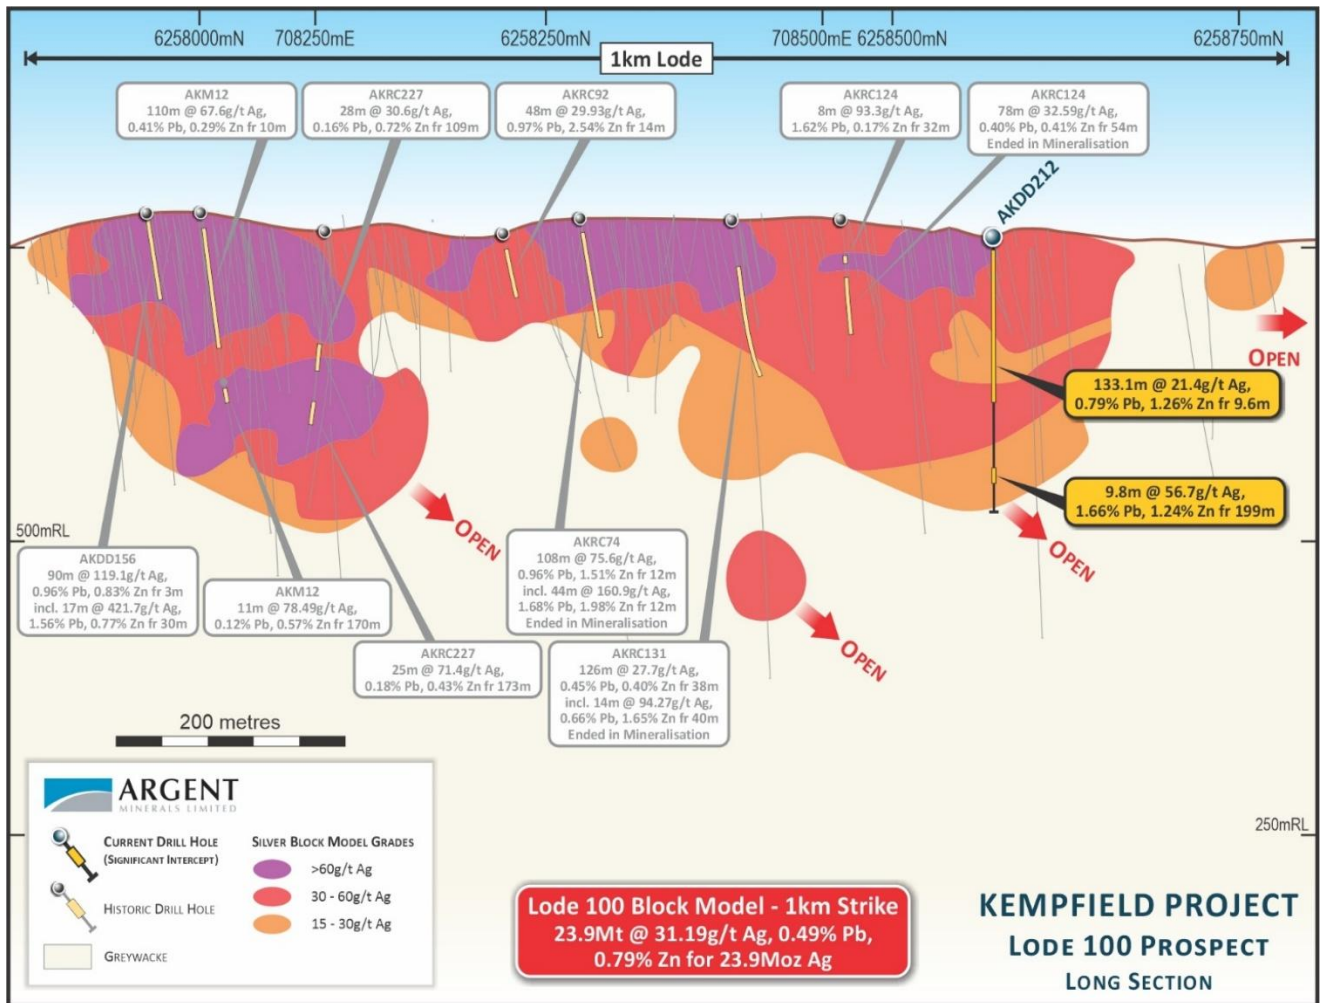 6258000mN 708250mE 6258250mN 708500mE 6258500mN 6258750mN
1km Lode
AKM12
110m @ 67.6g/t Ag,
0.41% Pb, 0.29% Zn fr 10m
AKRC227
28m @ 30.6g/t Ag,
0.16% Pb, 0.72% Zn fr 109m
AKRC92
48m @ 29.93g/t Ag,
0.97% Pb, 2.54% Zn fr 14m
AKRC124
8m @ 93.3g/t Ag,
1.62% Pb, 0.17% Zn fr 32m
AKRC124
78m @ 32.59g/t Ag,
0.40% Pb, 0.41% Zn fr 54m
Ended in Mineralisation
AKDD212
OPEN
133.1m @ 21.4g/t Ag,
0.79% Pb, 1.26% Zn fr 9.6m
9.8m @ 56.7g/t Ag,
1.66% Pb, 1.24% Zn fr 199m
OPEN
OPEN
OPEN
500mRL
AKDD156
90m @ 119.1g/t Ag,
0.96% Pb, 0.83% Zn fr 3m
incl. 17m @ 421.7g/t Ag,
1.56% Pb, 0.77% Zn fr 30m
AKM12
11m @ 78.49g/t Ag,
0.12% Pb, 0.57% Zn fr 170m
AKRC227
25m @ 71.4g/t Ag,
0.18% Pb, 0.43% Zn fr 173m
AKRC74
108m @ 75.6g/t Ag,
0.96% Pb, 1.51% Zn fr 12m
incl. 44m @ 160.9g/t Ag,
1.68% Pb, 1.98% Zn fr 12m
Ended in Mineralisation
AKRC131
126m @ 27.7g/t Ag,
0.45% Pb, 0.40% Zn fr 38m
incl. 14m @ 94.27g/t Ag,
0.66% Pb, 1.65% Zn fr 40m
Ended in Mineralisation
200 metres
250mRL
ARGENT
MINERALS LIMITED
CURRENT DRILL HOLE
(SIGNIFICANT INTERCEPT)
HISTORIC DRILL HOLE
GREYWACKE
SILVER BLOCK MODEL GRADES
>60g/t Ag
30 - 60g/t Ag
15 - 30g/t Ag
Lode 100 Block Model - 1km Strike
23.9Mt @ 31.19g/t Ag, 0.49% Pb,
0.79% Zn for 23.9Moz Ag
KEMPFIELD PROJECT
LODE 100 PROSPECT
LONG SECTION